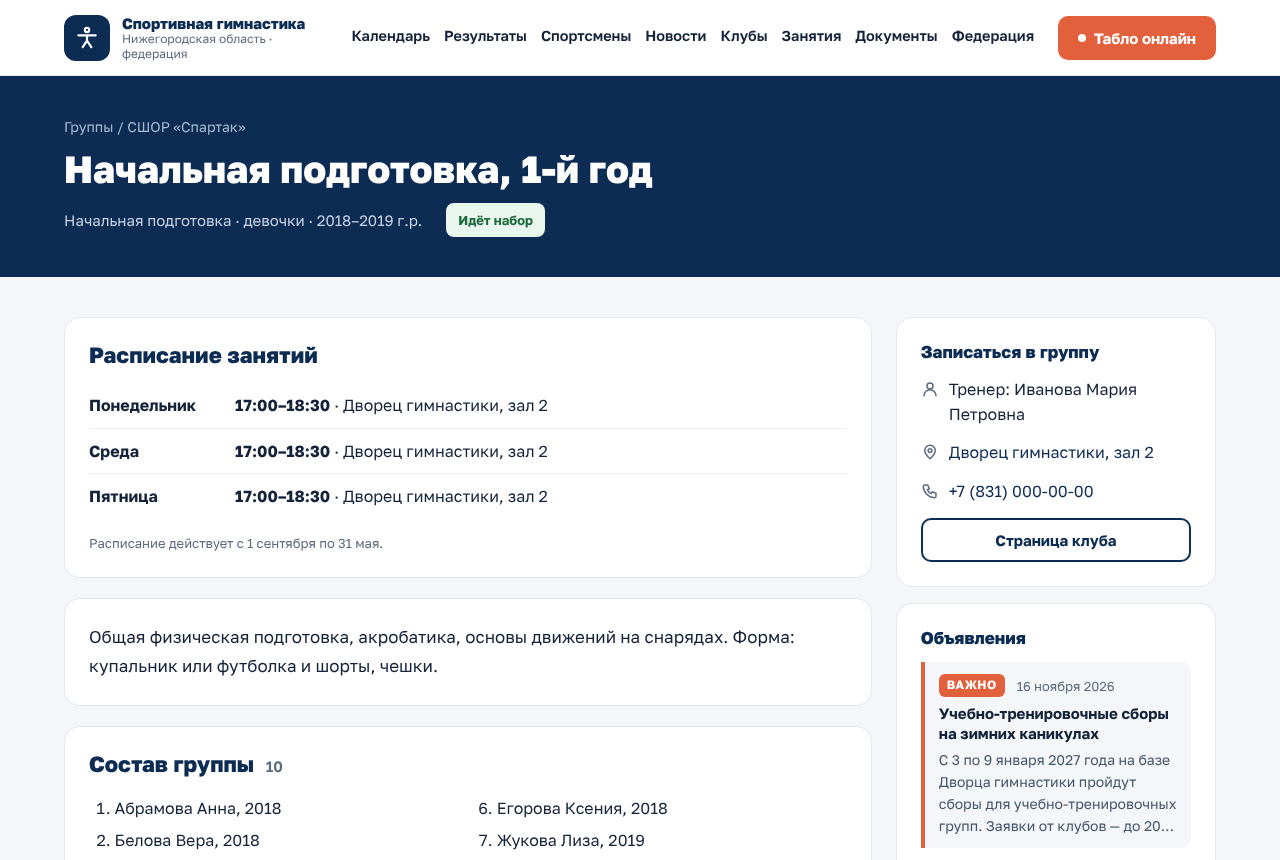 Спортивная гимнастика
Нижегородская область ·
федерация
Календарь Результаты Спортсмены Новости Клубы Занятия Документы Федерация
Табло онлайн
Группы / СШОР «Спартак»
Начальная подготовка, 1-й год
Начальная подготовка · девочки · 2018–2019 г.р.
Идёт набор
Расписание занятий
Понедельник 17:00–18:30 · Дворец гимнастики, зал 2
Среда 17:00–18:30 · Дворец гимнастики, зал 2
Пятница 17:00–18:30 · Дворец гимнастики, зал 2
Расписание действует с 1 сентября по 31 мая.
Общая физическая подготовка, акробатика, основы движений на снарядах. Форма:
купальник или футболка и шорты, чешки.
Состав группы 10
1. Абрамова Анна, 2018
2. Белова Вера, 2018
6. Егорова Ксения, 2018
7. Жукова Лиза, 2019
Записаться в группу
Тренер: Иванова Мария
Петровна
Дворец гимнастики, зал 2
+7 (831) 000-00-00
Страница клуба
Объявления
ВАЖНО 16 ноября 2026
Учебно-тренировочные сборы
на зимних каникулах
С 3 по 9 января 2027 года на базе
Дворца гимнастики пройдут
сборы для учебно-тренировочных
групп. Заявки от клубов — до 20…